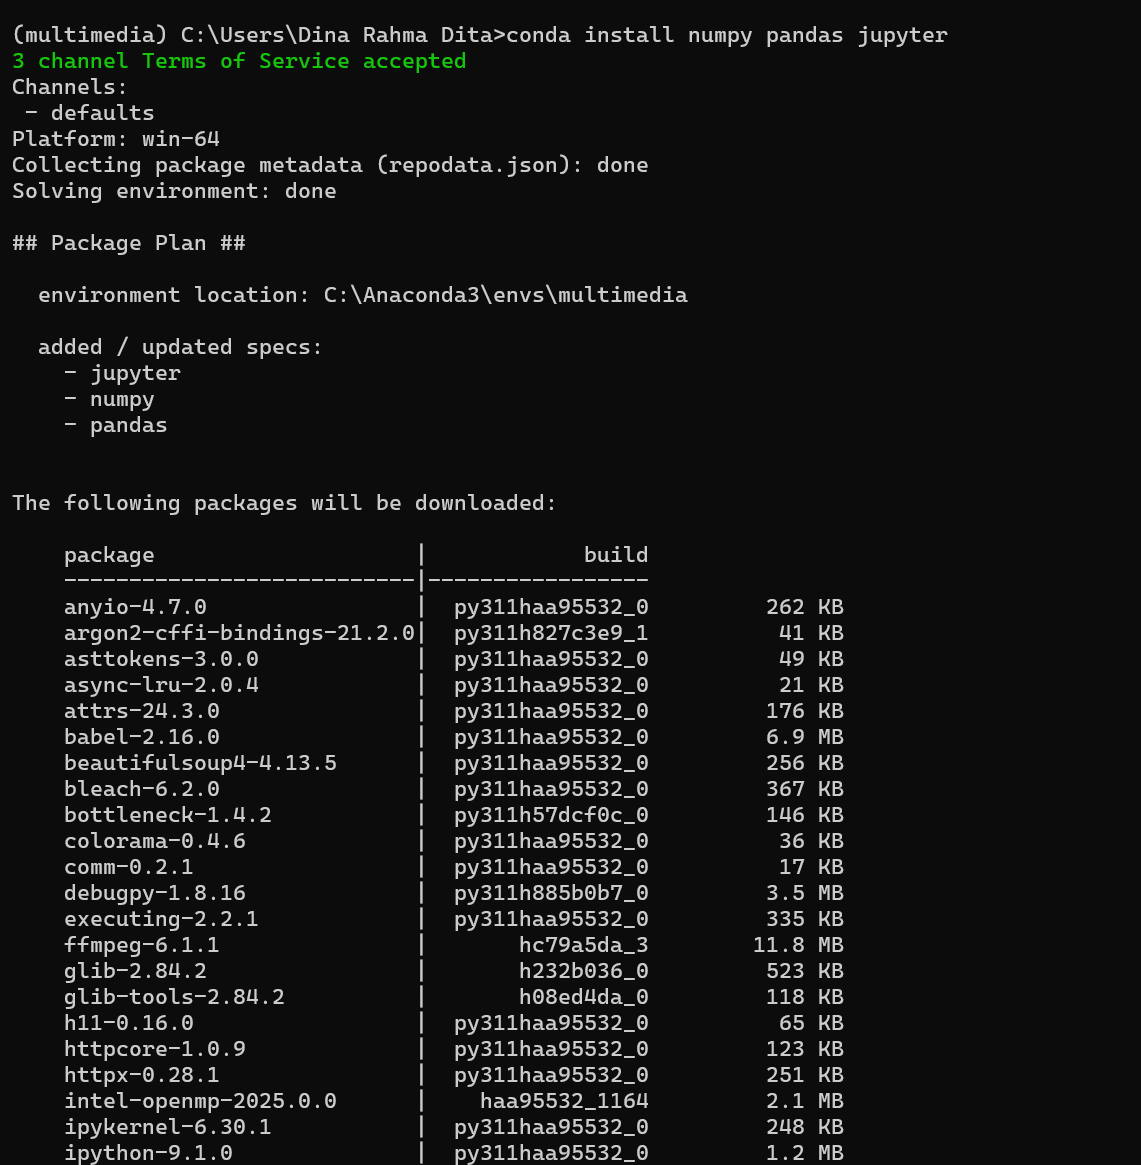 (multimedia) C:\Users\Dina Rahma Dita>conda install numpy pandas jupyter
3 channel Terms of Service accepted
Channels:
 - defaults
Platform: win-64
Collecting package metadata (repodata.json): done
Solving environment: done
## Package Plan ##
  environment location: C:\Anaconda3\envs\multimedia
  added / updated specs:
    - jupyter
    - numpy
    - pandas
The following packages will be downloaded:
    package                    |            build
    ---------------------------|-----------------
    anyio-4.7.0                |  py311haa95532_0         262 KB
    argon2-cffi-bindings-21.2.0|  py311h827c3e9_1          41 KB
    asttokens-3.0.0            |  py311haa95532_0          49 KB
    async-lru-2.0.4            |  py311haa95532_0          21 KB
    attrs-24.3.0               |  py311haa95532_0         176 KB
    babel-2.16.0               |  py311haa95532_0         6.9 MB
    beautifulsoup4-4.13.5      |  py311haa95532_0         256 KB
    bleach-6.2.0               |  py311haa95532_0         367 KB
    bottleneck-1.4.2           |  py311h57dcf0c_0         146 KB
    colorama-0.4.6             |  py311haa95532_0          36 KB
    comm-0.2.1                 |  py311haa95532_0          17 KB
    debugpy-1.8.16             |  py311h885b0b7_0         3.5 MB
    executing-2.2.1            |  py311haa95532_0         335 KB
    ffmpeg-6.1.1               |       hc79a5da_3        11.8 MB
    glib-2.84.2                |       h232b036_0         523 KB
    glib-tools-2.84.2          |       h08ed4da_0         118 KB
    h11-0.16.0                 |  py311haa95532_0          65 KB
    httpcore-1.0.9             |  py311haa95532_0         123 KB
    httpx-0.28.1               |  py311haa95532_0         251 KB
    intel-openmp-2025.0.0      |    haa95532_1164         2.1 MB
    ipykernel-6.30.1           |  py311haa95532_0         248 KB
    ipython-9.1.0              |  py311haa95532_0         1.2 MB